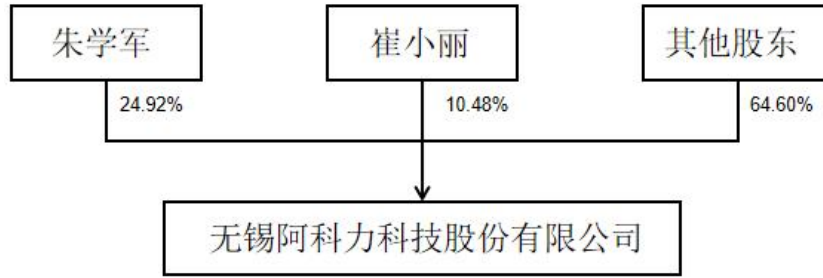 朱学军
崔小丽
其他股东
24.92%
10.48%
64.60%
无锡阿科力科技股份有限公司